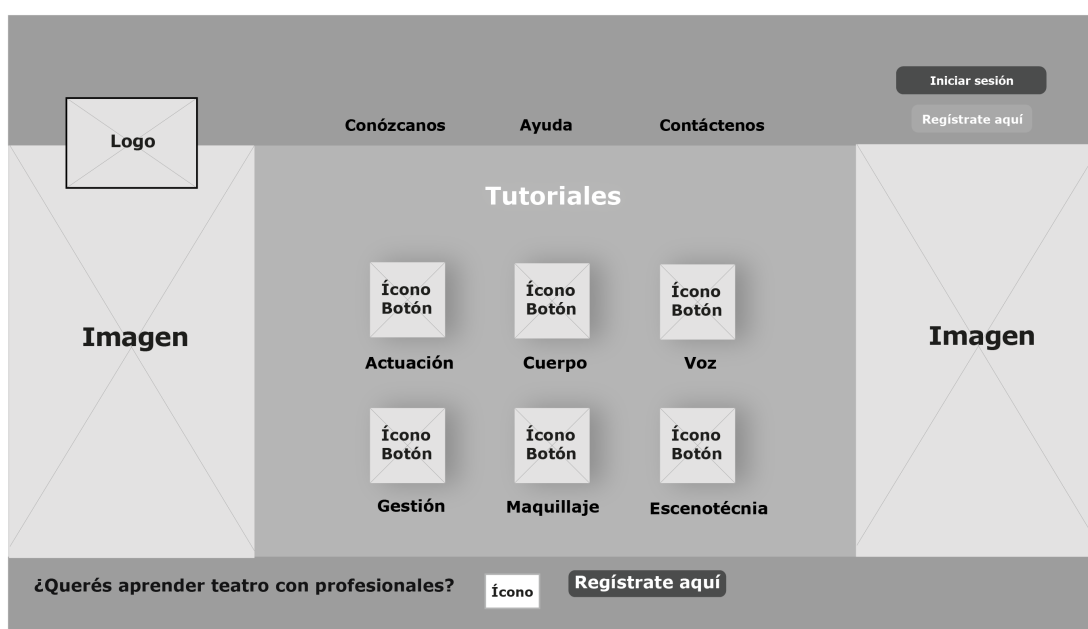 Iniciar sesión
Regístrate aquí
Logo
Conózcanos
Ayuda
Contáctenos
Tutoriales
Imagen
Imagen
Ícono
Botón
Ícono
Botón
Ícono
Botón
Actuación
Cuerpo
Voz
Ícono
Botón
Ícono
Botón
Ícono
Botón
Gestión
Maquillaje
Escenotécnia
¿Querés aprender teatro con profesionales?
Ícono
Regístrate aquí